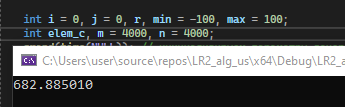 int i = 0, j = 0, r, min = -100, max = 100;
int elem_c, m = 4000, n = 4000;
C:\Users\user\source\repos\LR2_alg_us\x64\Debug\LR2_a
682.885010